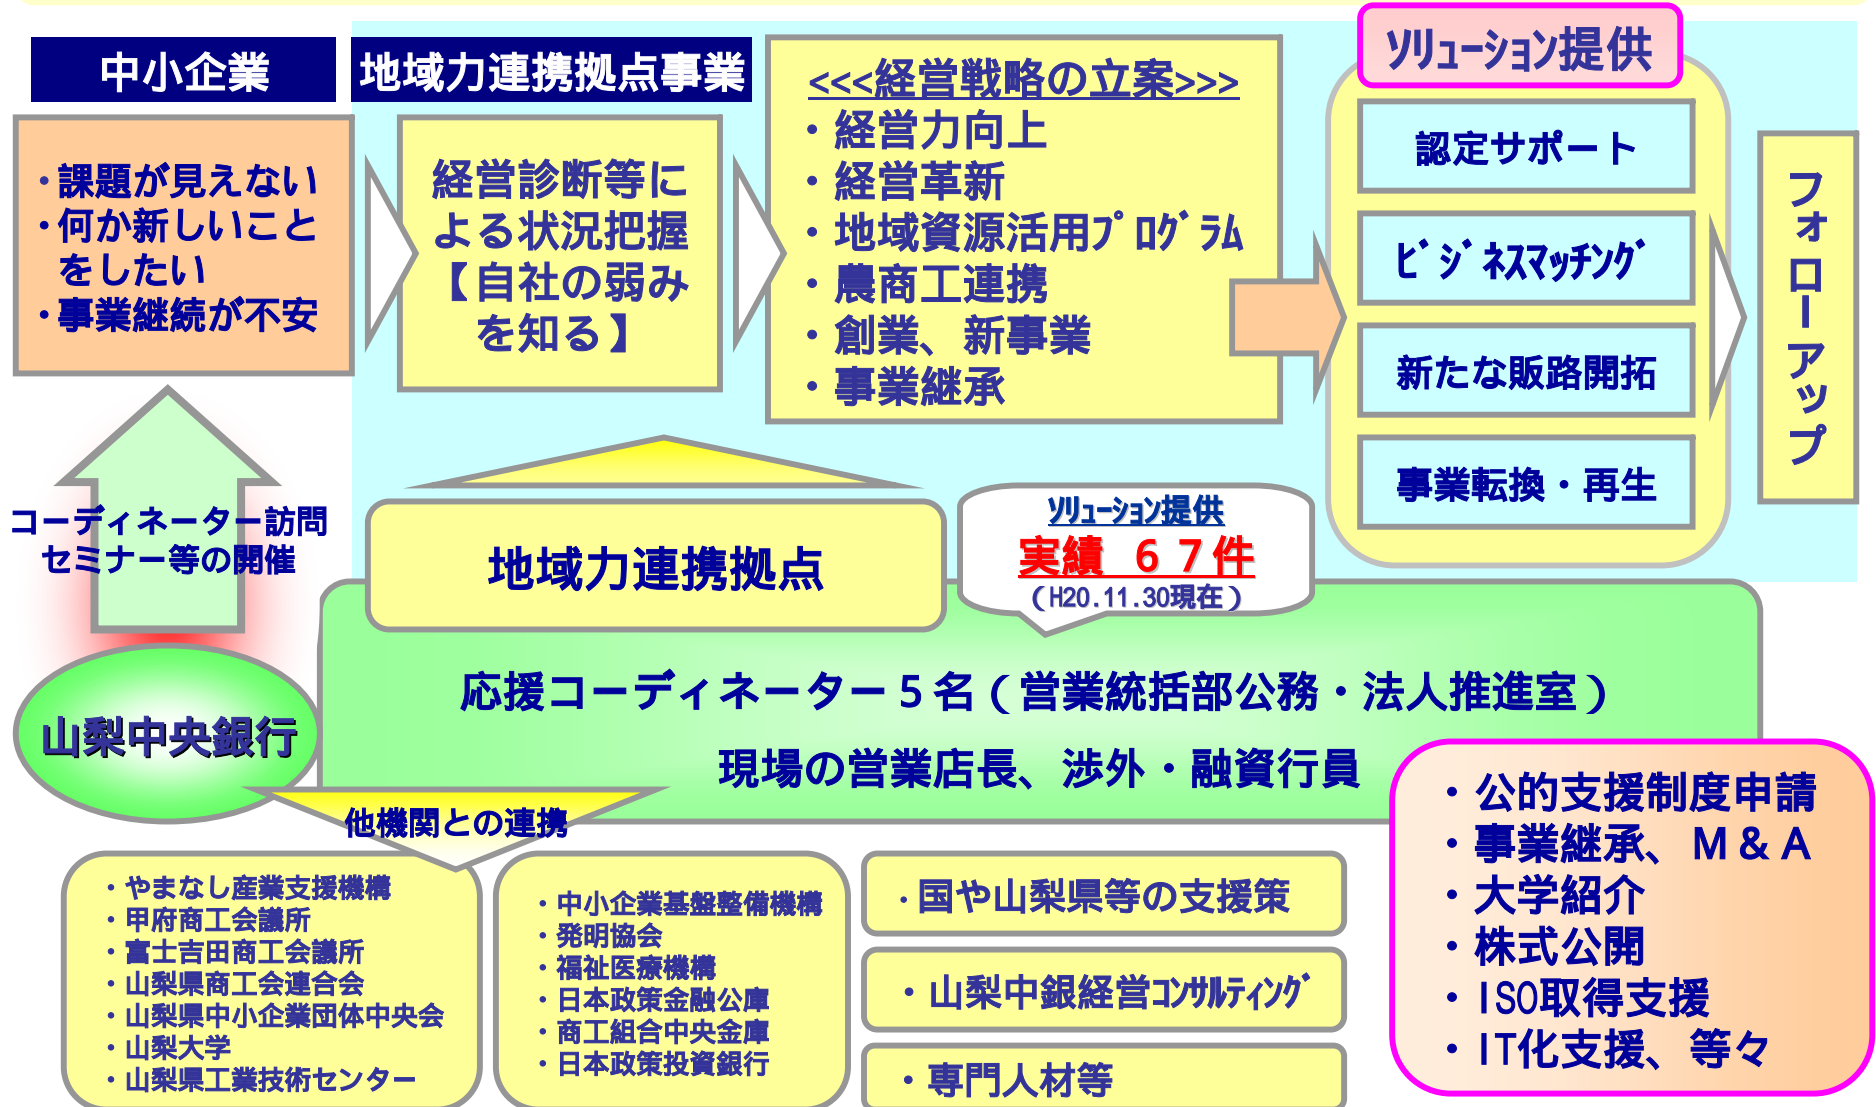 中小企業
・課題が見えない
・何か新しいこと
をしたい
・事業継続が不安
地域力連携拠点事業
経営診断等に
よる状況把握
【自社の弱み
を知る】
<<<経営戦略の立案>>>
・経営力向上
・経営革新
・地域資源活用ﾌﾟﾛｸﾞﾗﾑ
・農商工連携
・創業、新事業
・事業継承
ｿﾘｭｰｼｮﾝ提供
認定サポート
ﾋﾞｼﾞﾈｽﾏｯﾁﾝｸﾞ
新たな販路開拓
事業転換・再生
フォローアップ
コーディネーター訪問
セミナー等の開催
地域力連携拠点
ｿﾘｭｰｼｮﾝ提供
実績 ６７件
（H20.11.30現在）
山梨中央銀行
応援コーディネーター５名（営業統括部公務・法人推進室）
現場の営業店長、渉外・融資行員
他機関との連携
・やまなし産業支援機構
・甲府商工会議所
・富士吉田商工会議所
・山梨県商工会連合会
・山梨県中小企業団体中央会
・山梨大学
・山梨県工業技術センター
・中小企業基盤整備機構
・発明協会
・福祉医療機構
・日本政策金融公庫
・商工組合中央金庫
・日本政策投資銀行
・国や山梨県等の支援策
・山梨中銀経営ｺﾝｻﾙﾃｨﾝｸﾞ
・専門人材等
・公的支援制度申請
・事業継承、Ｍ＆Ａ
・大学紹介
・株式公開
・ISO取得支援
・IT化支援、等々